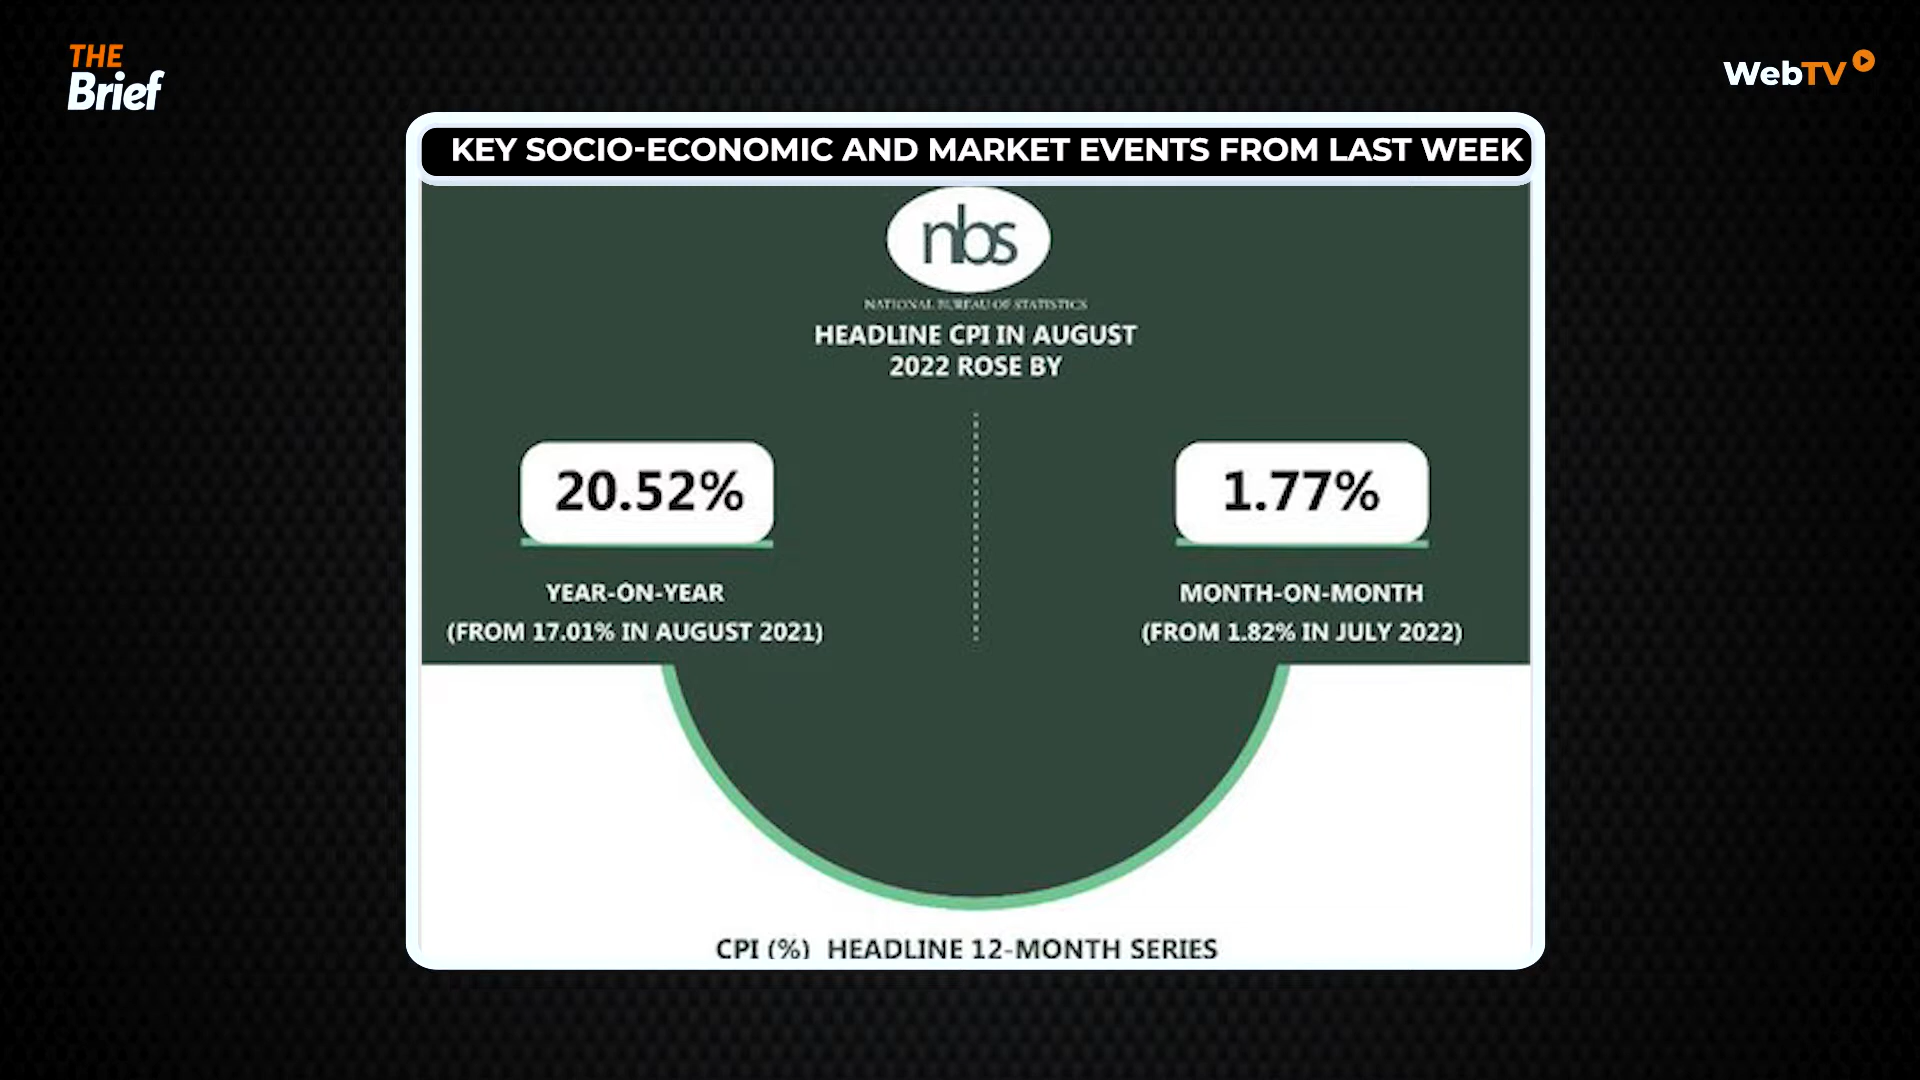 THE
Brief
WebTV
KEY SOCIO-ECONOMIC AND MARKET EVENTS FROM LAST WEEK
nbs
NATIONAL BUREAU OF STATISTICS
HEADLINE CPI IN AUGUST
2022 ROSE BY
20.52%
1.77%
YEAR-ON-YEAR
MONTH-ON-MONTH
(FROM 17.01% IN AUGUST 2021)
(FROM 1.82% IN JULY 2022)
CPI (%) HEADLINE 12-MONTH SERIES